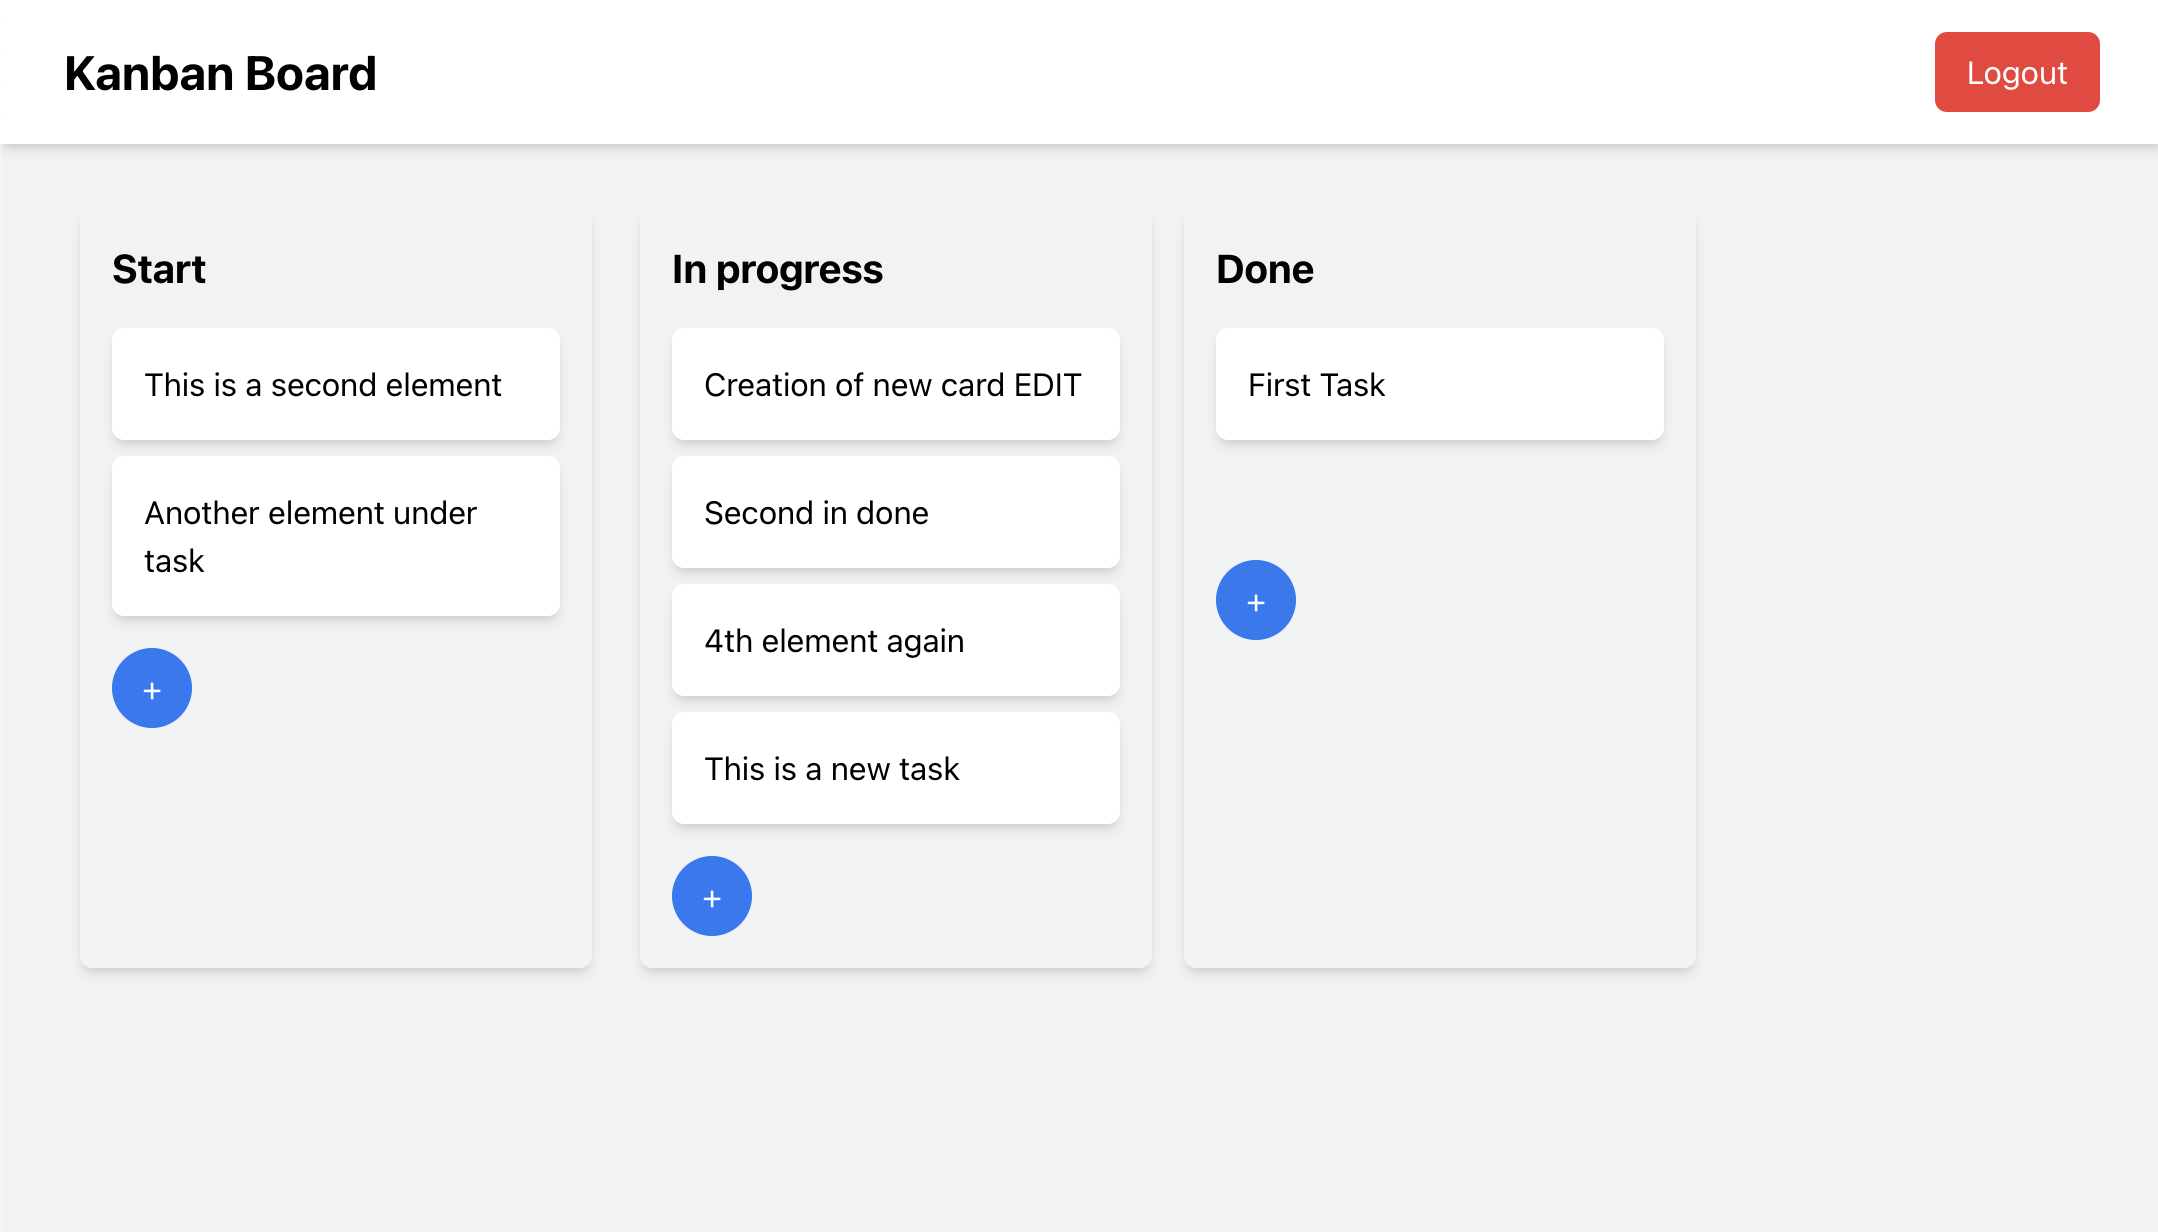 Kanban Board
Logout
Start
This is a second element
Another element under
task
+
In progress
Creation of new card EDIT
Second in done
4th element again
This is a new task
+
Done
First Task
+